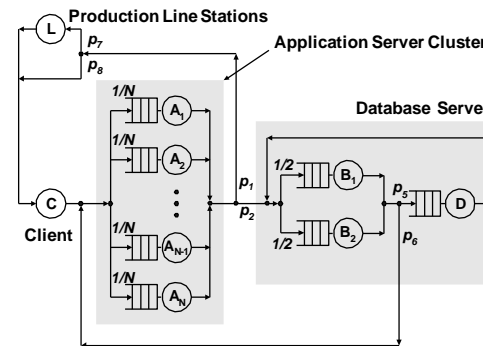 Production Line Stations
L
p7
p8
Application Server Cluster
1/N
A1
1/N
A2
Database Server
p1
p2
1/2
B1
p5
D
C
Client
1/N
AN-1
1/2
B2
p6
1/N
AN